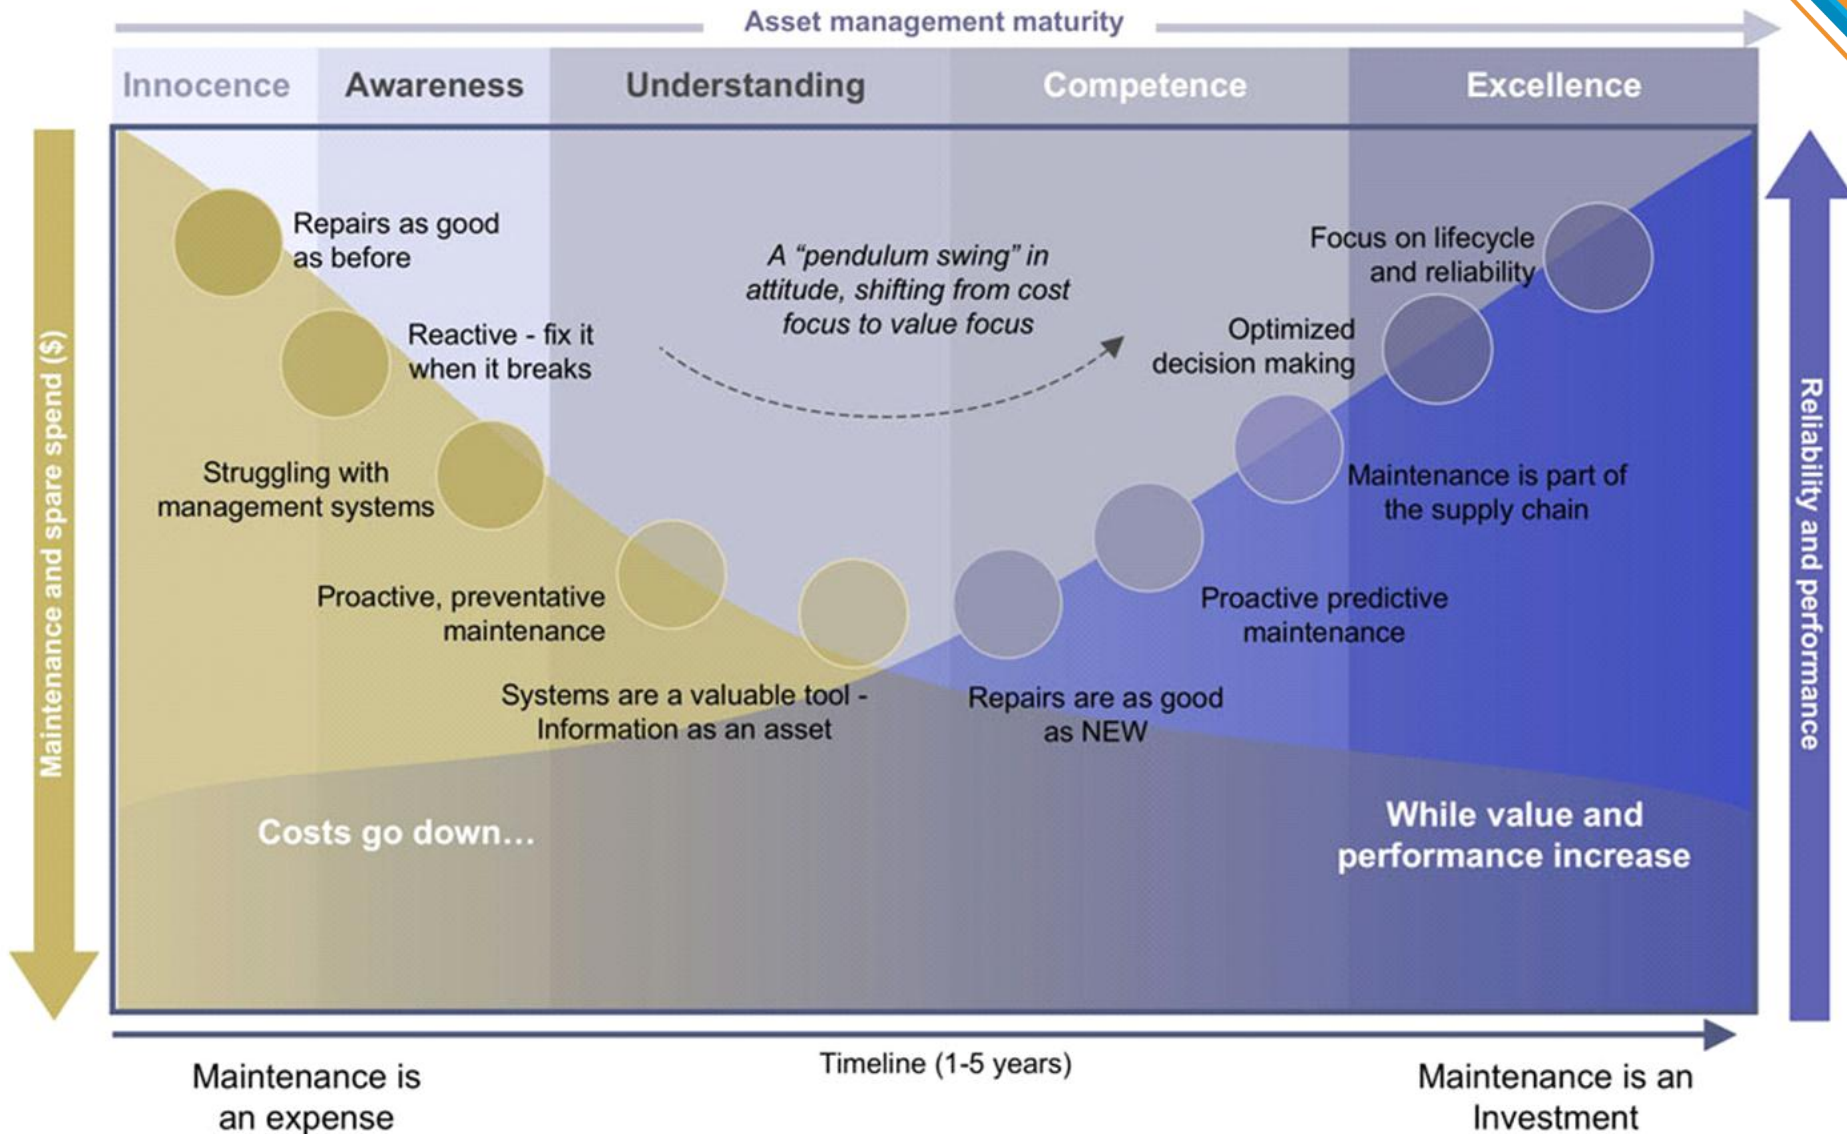 Asset management maturity
Innocence
Awareness
Understanding
Competence
Excellence
Maintenance and spare spend ($)
Repairs as good
as before
Reactive - fix it
when it breaks
Struggling with
management systems
Proactive, preventative
maintenance
Systems are a valuable tool -
Information as an asset
A “pendulum swing” in
attitude, shifting from cost
focus to value focus
Repairs are as good
as NEW
Proactive predictive
maintenance
Maintenance is part of
the supply chain
Optimized
decision making
Focus on lifecycle
and reliability
Reliability and performance
Costs go down…
While value and
performance increase
Timeline (1-5 years)
Maintenance is
an expense
Maintenance is an
Investment